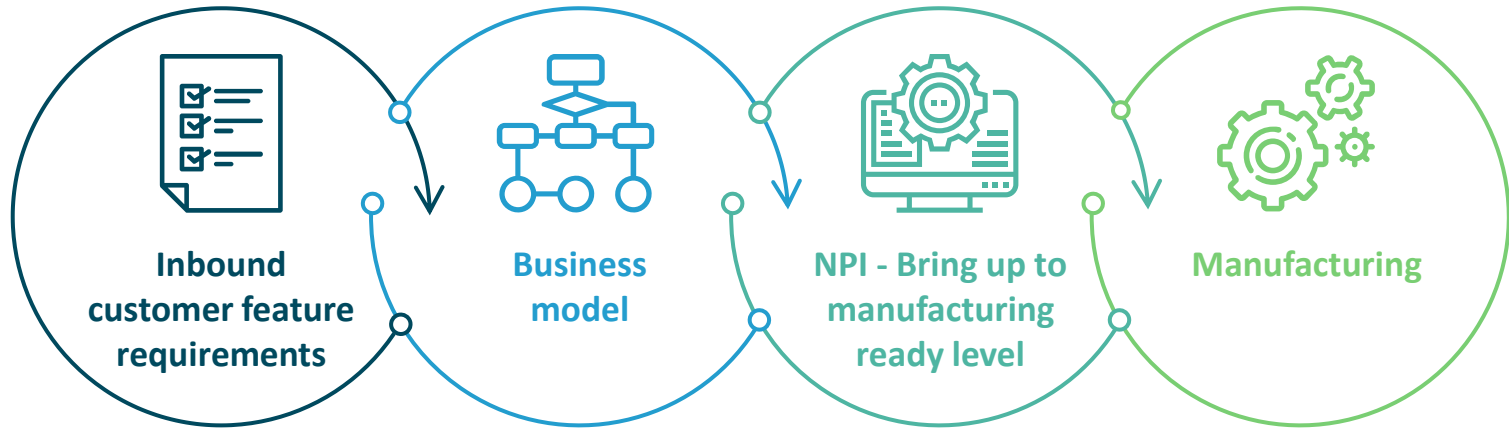 Inbound
customer feature
requirements
Business
model
NPI - Bring up to
manufacturing
ready level
Manufacturing